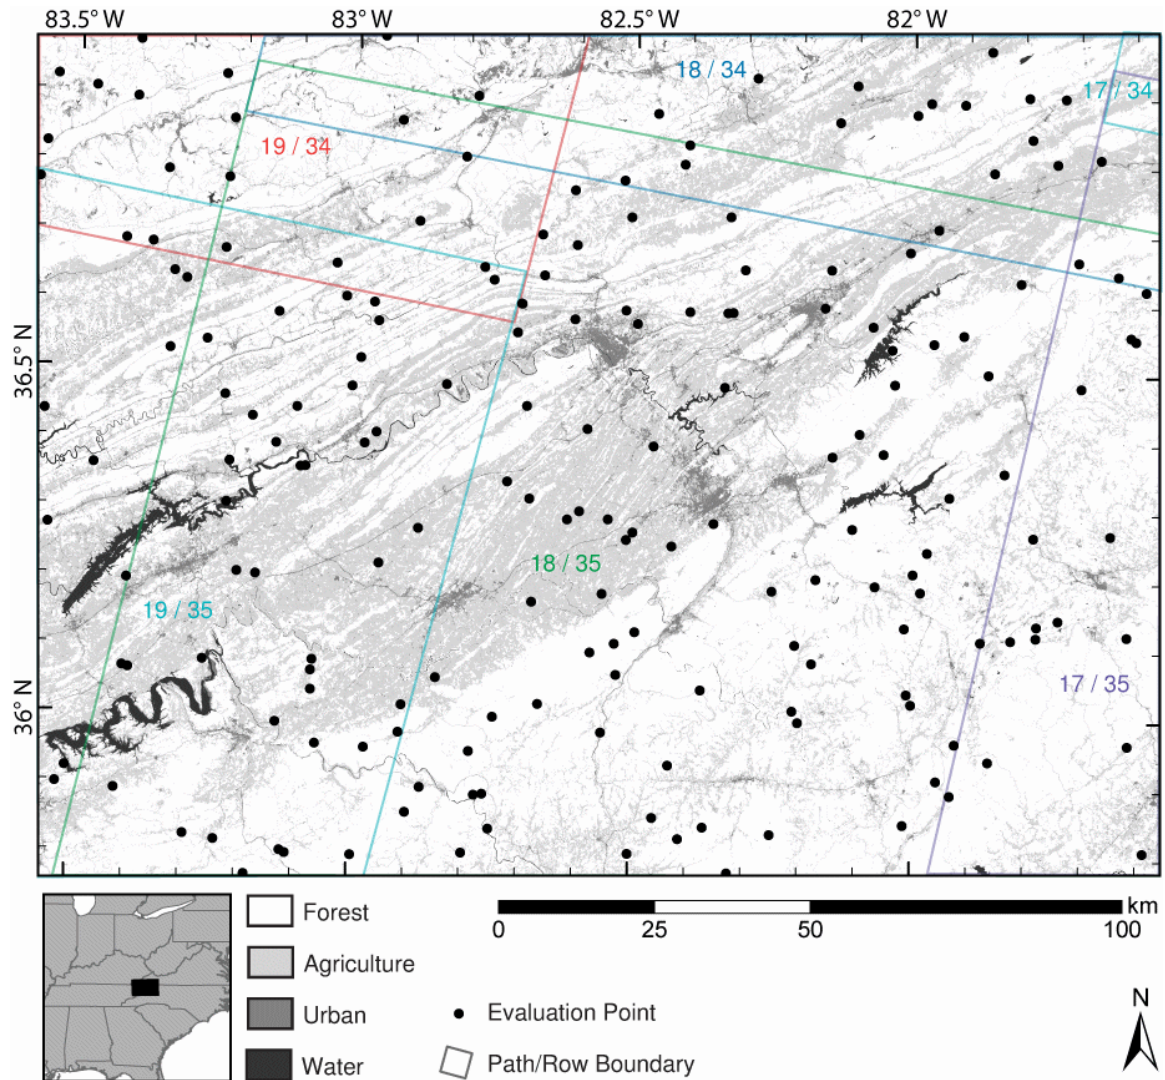 83.5°W 83°W 82.5°W 82°W
18 / 34
17 / 34
19 / 34
36.5° N
18 / 35
19 / 35
17 / 35
36° N
Forest
Agriculture
Urban
Water
km
0 25 50 100
Evaluation Point
Path/Row Boundary
N